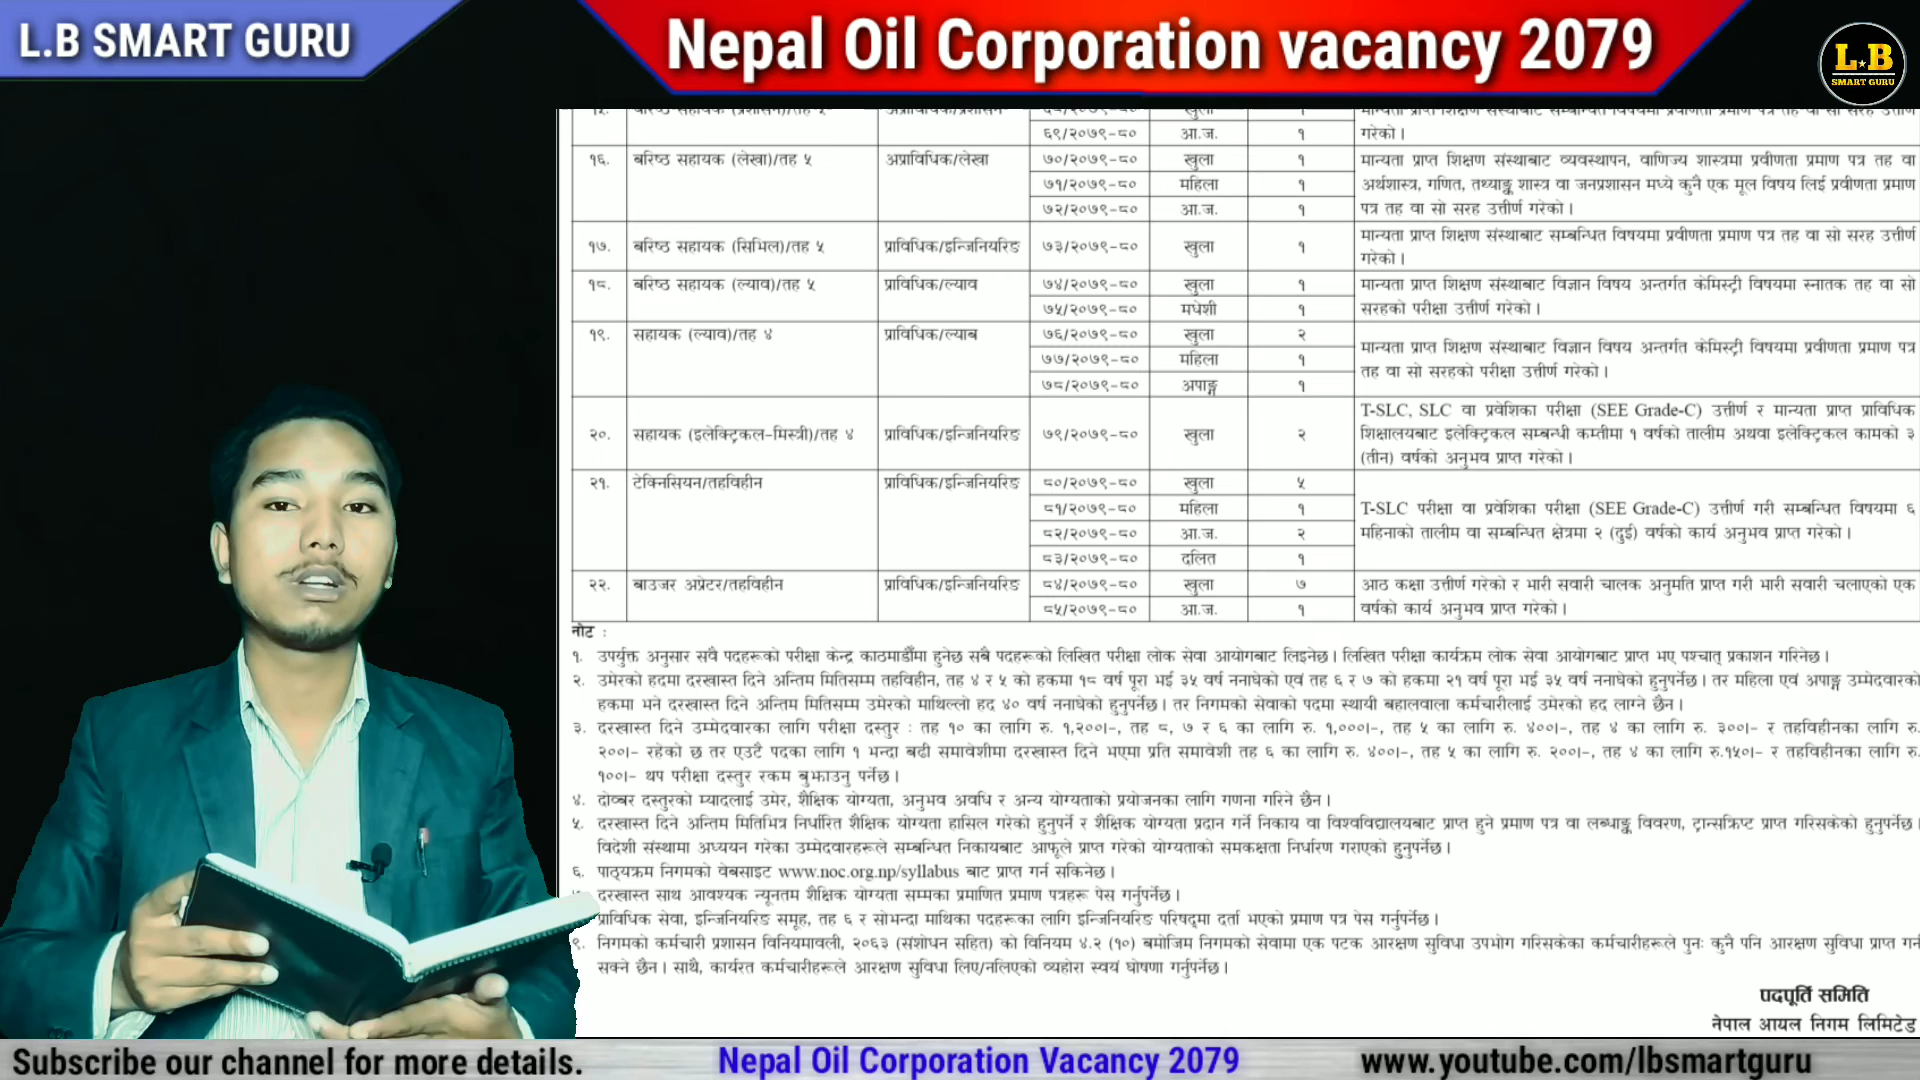 L.B SMART GURU
Nepal Oil Corporation vacancy 2079
L★B
SMART GURU
१५. बरिष्ठ सहायक (प्रशासन)/तह ५ अप्राविधिक/प्रशासन ६८/२०७९-८० खुला १ मान्यता प्राप्त शिक्षण संस्थाबाट सम्बन्धित विषयमा प्रवीणता प्रमाण पत्र तह वा सो सरह उत्तीर्ण
६९/२०७९-८० आ.ज. १ गरेको ।
१६. बरिष्ठ सहायक (लेखा)/तह ५ अप्राविधिक/लेखा ७०/२०७९-८० खुला १ मान्यता प्राप्त शिक्षण संस्थाबाट व्यवस्थापन, वाणिज्य शास्त्रमा प्रवीणता प्रमाण पत्र तह वा
७१/२०७९-८० महिला १ अर्थशास्त्र, गणित, तथ्याङ्क शास्त्र वा जनप्रशासन मध्ये कुनै एक मूल विषय लिई प्रवीणता प्रमाण
७२/२०७९-८० आ.ज. १ पत्र तह वा सो सरह उत्तीर्ण गरेको ।
१७. बरिष्ठ सहायक (सिभिल)/तह ५ प्राविधिक/इन्जिनियरिङ ७३/२०७९-८० खुला १ मान्यता प्राप्त शिक्षण संस्थाबाट सम्बन्धित विषयमा प्रवीणता प्रमाण पत्र तह वा सो सरह उत्तीर्ण
गरेको ।
१८. बरिष्ठ सहायक (ल्याव)/तह ५ प्राविधिक/ल्याव ७४/२०७९-८० खुला १ मान्यता प्राप्त शिक्षण संस्थाबाट विज्ञान विषय अन्तर्गत केमिस्ट्री विषयमा स्नातक तह वा सो
७५/२०७९-८० मधेशी १ सरहको परीक्षा उत्तीर्ण गरेको ।
१९. सहायक (ल्याव)/तह ४ प्राविधिक/ल्याब ७६/२०७९-८० खुला २
७७/२०७९-८० महिला १ मान्यता प्राप्त शिक्षण संस्थाबाट विज्ञान विषय अन्तर्गत केमिस्ट्री विषयमा प्रवीणता प्रमाण पत्र
७८/२०७९-८० अपाङ्ग १ तह वा सो सरहको परीक्षा उत्तीर्ण गरेको ।
T-SLC, SLC वा प्रवेशिका परीक्षा (SEE Grade-C) उत्तीर्ण र मान्यता प्राप्त प्राविधिक
२०. सहायक (इलेक्ट्रिकल-मिस्त्री)/तह ४ प्राविधिक/इन्जिनियरिङ ७९/२०७९-८० खुला २ शिक्षालयबाट इलेक्ट्रिकल सम्बन्धी कम्तीमा १ वर्षको तालीम अथवा इलेक्ट्रिकल कामको ३
(तीन) वर्षको अनुभव प्राप्त गरेको ।
२१. टेक्निसियन/तहविहीन प्राविधिक/इन्जिनियरिङ ८०/२०७९-८० खुला ५
८१/२०७९-८० महिला १ T-SLC परीक्षा वा प्रवेशिका परीक्षा (SEE Grade-C) उत्तीर्ण गरी सम्बन्धित विषयमा ६
८२/२०७९-८० आ.ज. २ महिनाको तालीम वा सम्बन्धित क्षेत्रमा २ (दुई) वर्षको कार्य अनुभव प्राप्त गरेको ।
८३/२०७९-८० दलित १
२२. बाउजर अप्रेटर/तहविहीन प्राविधिक/इन्जिनियरिङ ८४/२०७९-८० खुला ७ आठ कक्षा उत्तीर्ण गरेको र भारी सवारी चालक अनुमति प्राप्त गरी भारी सवारी चलाएको एक
८५/२०७९-८० आ.ज. १ वर्षको कार्य अनुभव प्राप्त गरेको ।
नोट :
१. उपर्युक्त अनुसार सवै पदहरूको परीक्षा केन्द्र काठमाडौँमा हुनेछ सबै पदहरूको लिखित परीक्षा लोक सेवा आयोगबाट लिइनेछ । लिखित परीक्षा कार्यक्रम लोक सेवा आयोगबाट प्राप्त भए पश्चात् प्रकाशन गरिनेछ ।
२. उमेरको हदमा दरखास्त दिने अन्तिम मितिसम्म तहविहीन, तह ४ र ५ को हकमा १८ वर्ष पूरा भई ३५ वर्ष ननाघेको एवं तह ६ र ७ को हकमा २१ वर्ष पूरा भई ३५ वर्ष ननाघेको हुनुपर्नेछ । तर महिला एवं अपाङ्ग उम्मेदवारको
हकमा भने दरखास्त दिने अन्तिम मितिसम्म उमेरको माथिल्लो हद ४० वर्ष ननाघेको हुनुपर्नेछ । तर निगमको सेवाको पदमा स्थायी बहालवाला कर्मचारीलाई उमेरको हद लाग्ने छैन ।
३. दरखास्त दिने उम्मेदवारका लागि परीक्षा दस्तुर : तह १० का लागि रु. १,२००।–, तह ८, ७ र ६ का लागि रु. १,०००।–, तह ५ का लागि रु. ४००।–, तह ४ का लागि रु. ३००।– र तहविहीनका लागि रु.
२००।– रहेको छ तर एउटै पदका लागि १ भन्दा बढी समावेशीमा दरखास्त दिने भएमा प्रति समावेशी तह ६ का लागि रु. ४००।–, तह ५ का लागि रु. २००।–, तह ४ का लागि रु.१५०।– र तहविहीनका लागि रु.
१००।– थप परीक्षा दस्तुर रकम बुझाउनु पर्नेछ ।
४. दोब्बर दस्तुरको म्यादलाई उमेर, शैक्षिक योग्यता, अनुभव अवधि र अन्य योग्यताको प्रयोजनका लागि गणना गरिने छैन ।
५. दरखास्त दिने अन्तिम मितिभित्र निर्धारित शैक्षिक योग्यता हासिल गरेको हुनुपर्ने र शैक्षिक योग्यता प्रदान गर्ने निकाय वा विश्वविद्यालयबाट प्राप्त हुने प्रमाण पत्र वा लब्धाङ्क विवरण, ट्रान्सक्रिप्ट प्राप्त गरिसकेको हुनुपर्नेछ ।
विदेशी संस्थामा अध्ययन गरेका उम्मेदवारहरूले सम्बन्धित निकायबाट आफूले प्राप्त गरेको योग्यताको समकक्षता निर्धारण गराएको हुनुपर्नेछ ।
६. पाठ्यक्रम निगमको वेबसाइट www.noc.org.np/syllabus बाट प्राप्त गर्न सकिनेछ ।
दरखास्त साथ आवश्यक न्यूनतम शैक्षिक योग्यता सम्मका प्रमाणित प्रमाण पत्रहरू पेस गर्नुपर्नेछ ।
प्राविधिक सेवा, इन्जिनियरिङ समूह, तह ६ र सोभन्दा माथिका पदहरूका लागि इन्जिनियरिङ परिषद्मा दर्ता भएको प्रमाण पत्र पेस गर्नुपर्नेछ ।
९. निगमको कर्मचारी प्रशासन विनियमावली, २०६३ (संशोधन सहित) को विनियम ४.२ (१०) बमोजिम निगमको सेवामा एक पटक आरक्षण सुविधा उपभोग गरिसकेका कर्मचारीहरूले पुनः कुनै पनि आरक्षण सुविधा प्राप्त गर्न
सक्ने छैन । साथै, कार्यरत कर्मचारीहरूले आरक्षण सुविधा लिए/नलिएको व्यहोरा स्वयं घोषणा गर्नुपर्नेछ ।
पदपूर्ति समिति
नेपाल आयल निगम लिमिटेड
Subscribe our channel for more details.
Nepal Oil Corporation Vacancy 2079
www.youtube.com/lbsmartguru